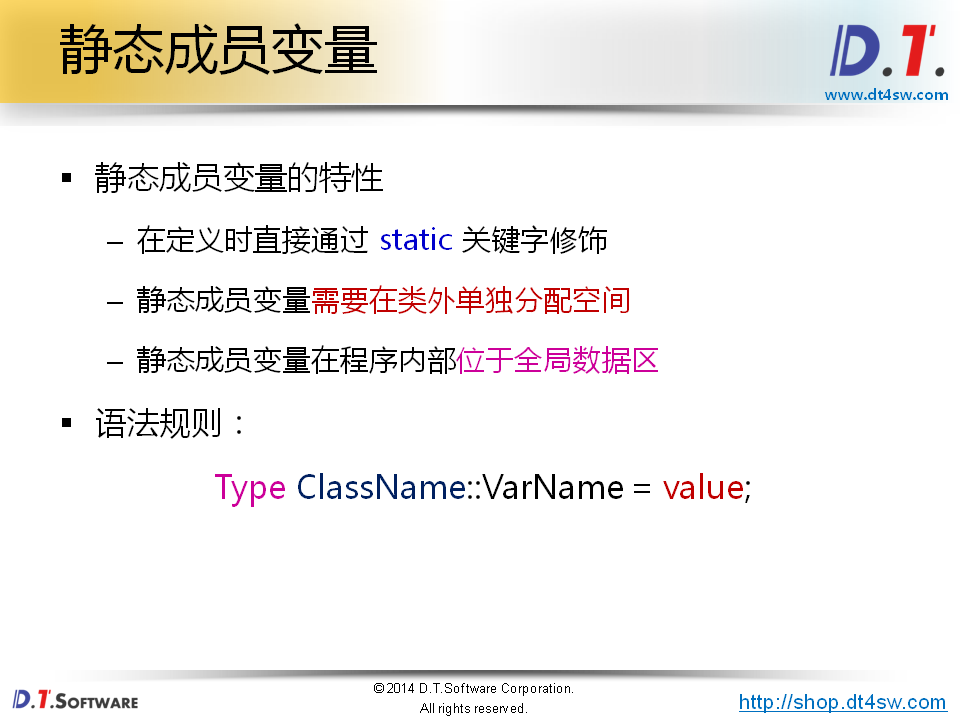 静态成员变量
D.T.
www.dt4sw.com
▪ 静态成员变量的特性
– 在定义时直接通过 static 关键字修饰
– 静态成员变量需要在类外单独分配空间
– 静态成员变量在程序内部位于全局数据区
▪ 语法规则：
Type ClassName::VarName = value;
D.T.SOFTWARE
©2014 D.T.Software Corporation.
All rights reserved.
http://shop.dt4sw.com